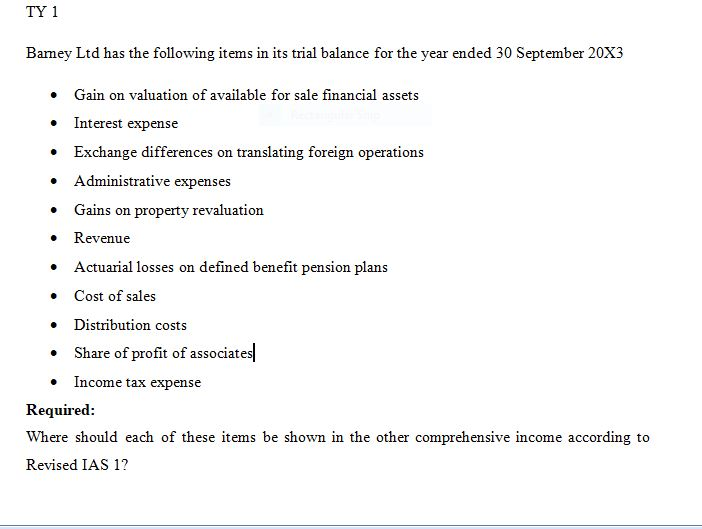 TY 1
Barney Ltd has the following items in its trial balance for the year ended 30 September 20X3
• Gain on valuation of available for sale financial assets
Rectangular Snip
• Interest expense
• Exchange differences on translating foreign operations
• Administrative expenses
• Gains on property revaluation
• Revenue
• Actuarial losses on defined benefit pension plans
• Cost of sales
• Distribution costs
• Share of profit of associates
• Income tax expense
Required:
Where should each of these items be shown in the other comprehensive income according to
Revised IAS 1?